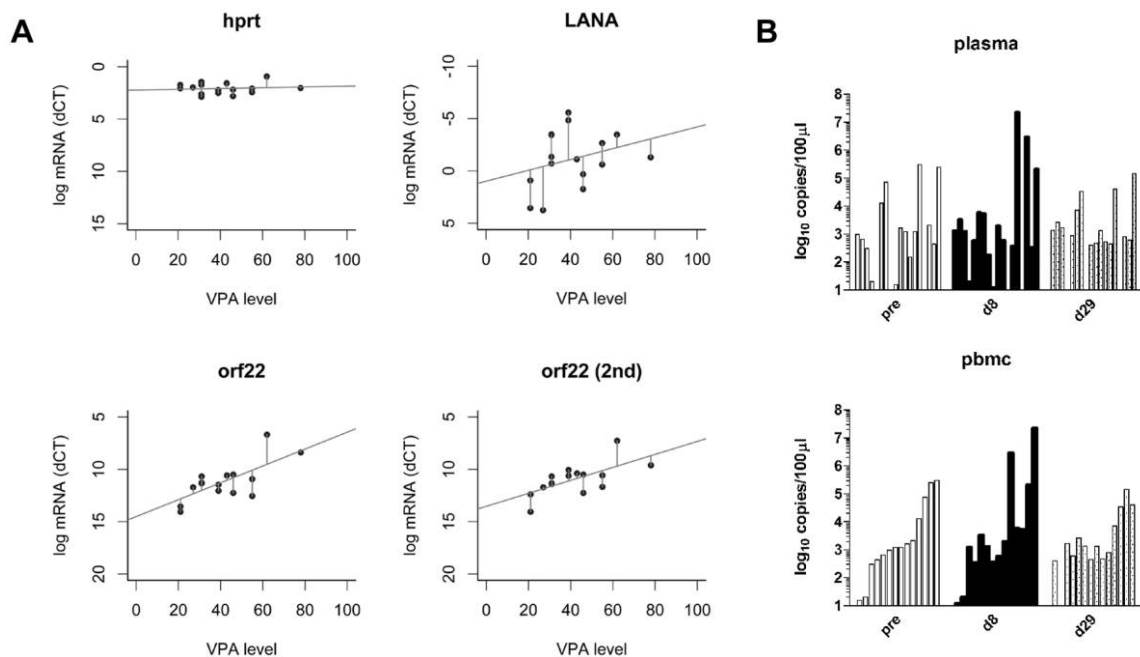 A
hprt
log mRNA (dCT)
0
5
10
15
0 20 40 60 80 100
VPA level
LANA
log mRNA (dCT)
-10
-5
0
5
0 20 40 60 80 100
VPA level
orf22
log mRNA (dCT)
5
10
15
20
0 20 40 60 80 100
VPA level
orf22 (2nd)
log mRNA (dCT)
5
10
15
20
0 20 40 60 80 100
VPA level
B
plasma
log10 copies/100μl
8
7
6
5
4
3
2
1
pre d8 d29
pbmc
log10 copies/100μl
8
7
6
5
4
3
2
1
pre d8 d29